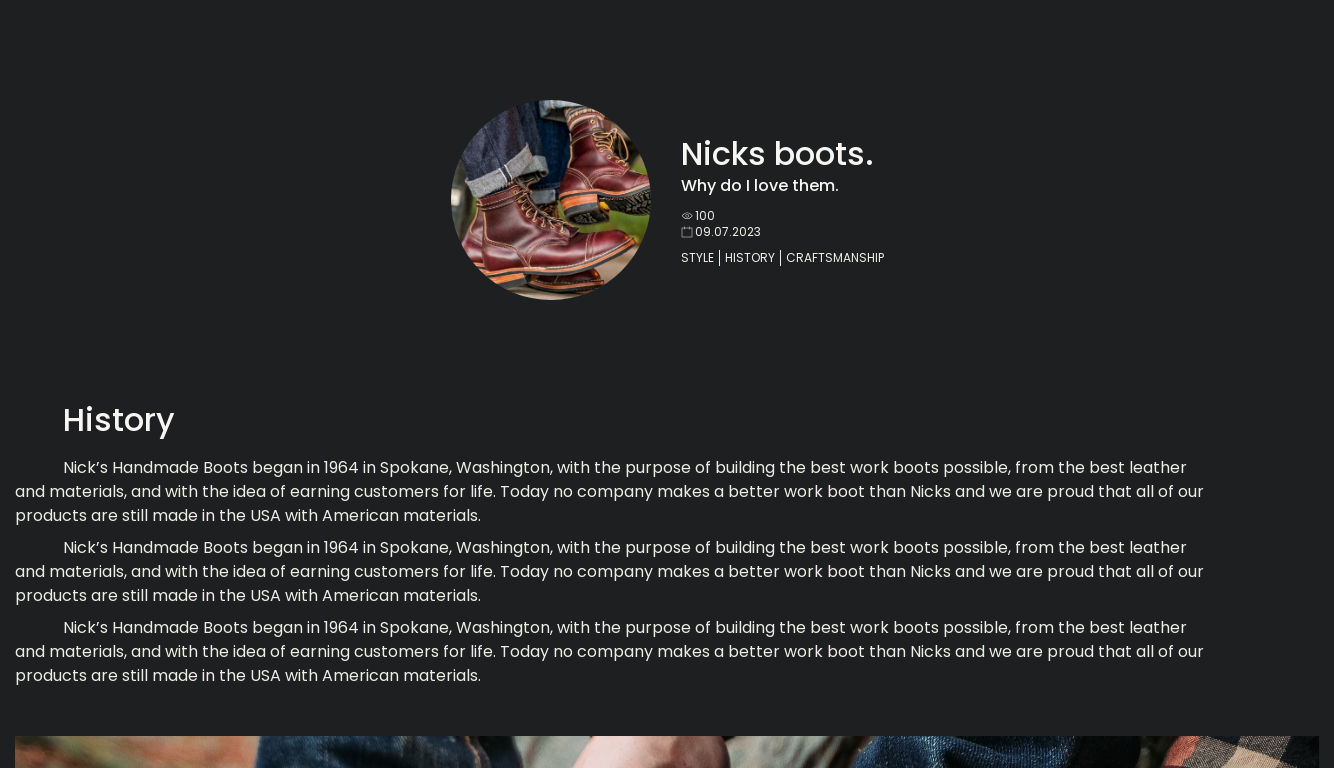 Nicks boots.
Why do I love them.
100
09.07.2023
STYLE | HISTORY | CRAFTSMANSHIP
History
Nick’s Handmade Boots began in 1964 in Spokane, Washington, with the purpose of building the best work boots possible, from the best leather
and materials, and with the idea of earning customers for life. Today no company makes a better work boot than Nicks and we are proud that all of our
products are still made in the USA with American materials.
Nick’s Handmade Boots began in 1964 in Spokane, Washington, with the purpose of building the best work boots possible, from the best leather
and materials, and with the idea of earning customers for life. Today no company makes a better work boot than Nicks and we are proud that all of our
products are still made in the USA with American materials.
Nick’s Handmade Boots began in 1964 in Spokane, Washington, with the purpose of building the best work boots possible, from the best leather
and materials, and with the idea of earning customers for life. Today no company makes a better work boot than Nicks and we are proud that all of our
products are still made in the USA with American materials.